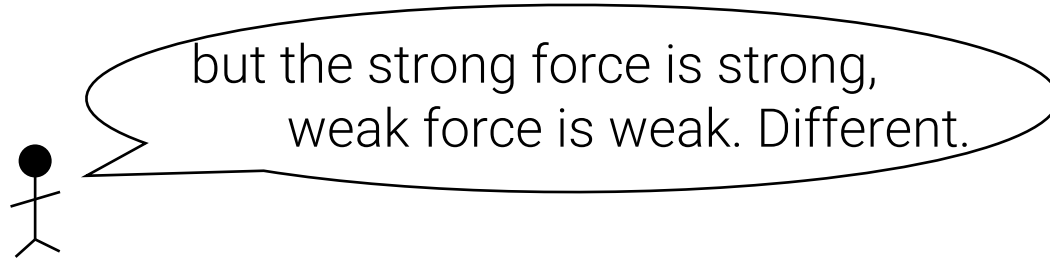 but the strong force is strong,
weak force is weak. Different.